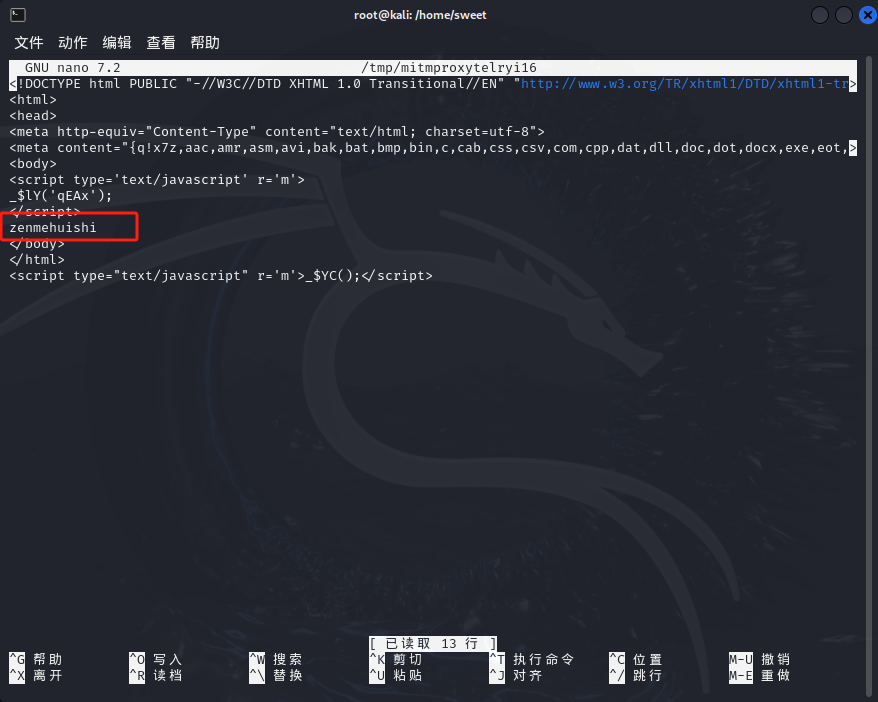 root@kali: /home/sweet
文件 动作 编辑 查看 帮助
GNU nano 7.2 /tmp/mitmproxytelryi16
<!DOCTYPE html PUBLIC "-//W3C//DTD XHTML 1.0 Transitional//EN" "http://www.w3.org/TR/xhtml1/DTD/xhtml1-tr>
<html>
<head>
<meta http-equiv="Content-Type" content="text/html; charset=utf-8">
<meta content="{q!x7z,aac,amr,asm,avi,bak,bat,bmp,bin,c,cab,css,csv,com,cpp,dat,dll,doc,dot,docx,exe,eot,>
<body>
<script type='text/javascript' r='m'>
_$lY('qEAx');
</script>
zenmehuishi
</body>
</html>
<script type="text/javascript" r='m'>_$YC();</script>
[ 已读取 13 行 ]
^G 帮助 ^O 写入 ^W 搜索 ^K 剪切 ^T 执行命令 ^C 位置 M-U 撤销
^X 离开 ^R 读档 ^\ 替换 ^U 粘贴 ^J 对齐 ^/ 跳行 M-E 重做